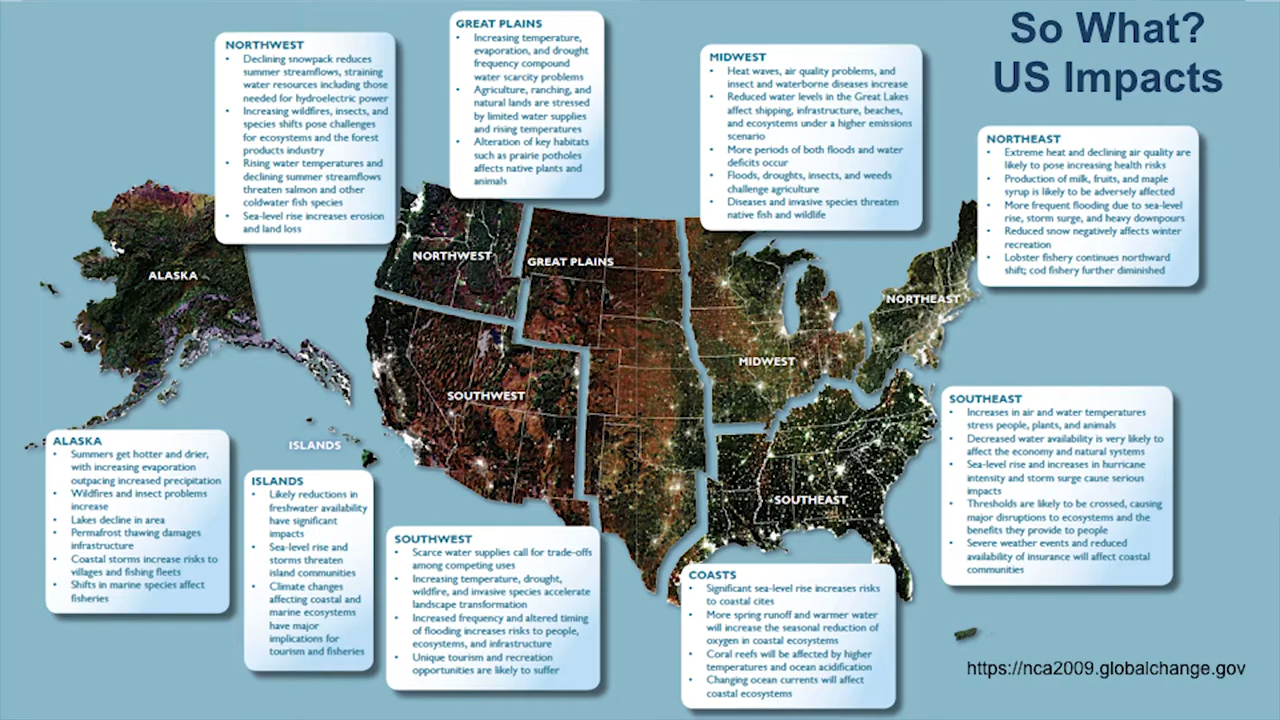 So What?
US Impacts
NORTHWEST
• Declining snowpack reduces
summer streamflows, straining
water resources including those
needed for hydroelectric power
• Increasing wildfires, insects, and
species shifts pose challenges
for ecosystems and the forest
products industry
• Rising water temperatures and
declining summer streamflows
threaten salmon and other
coldwater fish species
• Sea-level rise increases erosion
and land loss
GREAT PLAINS
• Increasing temperature,
evaporation, and drought
frequency compound
water scarcity problems
• Agriculture, ranching, and
natural lands are stressed
by limited water supplies
and rising temperatures
• Alteration of key habitats
such as prairie potholes
affects native plants and
animals
MIDWEST
• Heat waves, air quality problems, and
insect and waterborne diseases increase
• Reduced water levels in the Great Lakes
affect shipping, infrastructure, beaches,
and ecosystems under a higher emissions
scenario
• More periods of both floods and water
deficits occur
• Floods, droughts, insects, and weeds
challenge agriculture
• Diseases and invasive species threaten
native fish and wildlife
NORTHEAST
• Extreme heat and declining air quality are
likely to pose increasing health risks
• Production of milk, fruits, and maple
syrup is likely to be adversely affected
• More frequent flooding due to sea-level
rise, storm surge, and heavy downpours
• Reduced snow negatively affects winter
recreation
• Lobster fishery continues northward
shift; cod fishery further diminished
ALASKA
NORTHWEST
GREAT PLAINS
NORTHEAST
MIDWEST
SOUTHWEST
ISLANDS
SOUTHEAST
ALASKA
• Summers get hotter and drier,
with increasing evaporation
outpacing increased precipitation
• Wildfires and insect problems
increase
• Lakes decline in area
• Permafrost thawing damages
infrastructure
• Coastal storms increase risks to
villages and fishing fleets
• Shifts in marine species affect
fisheries
ISLANDS
• Likely reductions in
freshwater availability
have significant
impacts
• Sea-level rise and
storms threaten
island communities
• Climate changes
affecting coastal and
marine ecosystems
have major
implications for
tourism and fisheries
SOUTHWEST
• Scarce water supplies call for trade-offs
among competing uses
• Increasing temperature, drought,
wildfire, and invasive species accelerate
landscape transformation
• Increased frequency and altered timing
of flooding increases risks to people,
ecosystems, and infrastructure
• Unique tourism and recreation
opportunities are likely to suffer
COASTS
• Significant sea-level rise increases risks
to coastal cites
• More spring runoff and warmer water
will increase the seasonal reduction of
oxygen in coastal ecosystems
• Coral reefs will be affected by higher
temperatures and ocean acidification
• Changing ocean currents will affect
coastal ecosystems
SOUTHEAST
• Increases in air and water temperatures
stress people, plants, and animals
• Decreased water availability is very likely to
affect the economy and natural systems
• Sea-level rise and increases in hurricane
intensity and storm surge cause serious
impacts
• Thresholds are likely to be crossed, causing
major disruptions to ecosystems and the
benefits they provide to people
• Severe weather events and reduced
availability of insurance will affect coastal
communities
https://nca2009.globalchange.gov